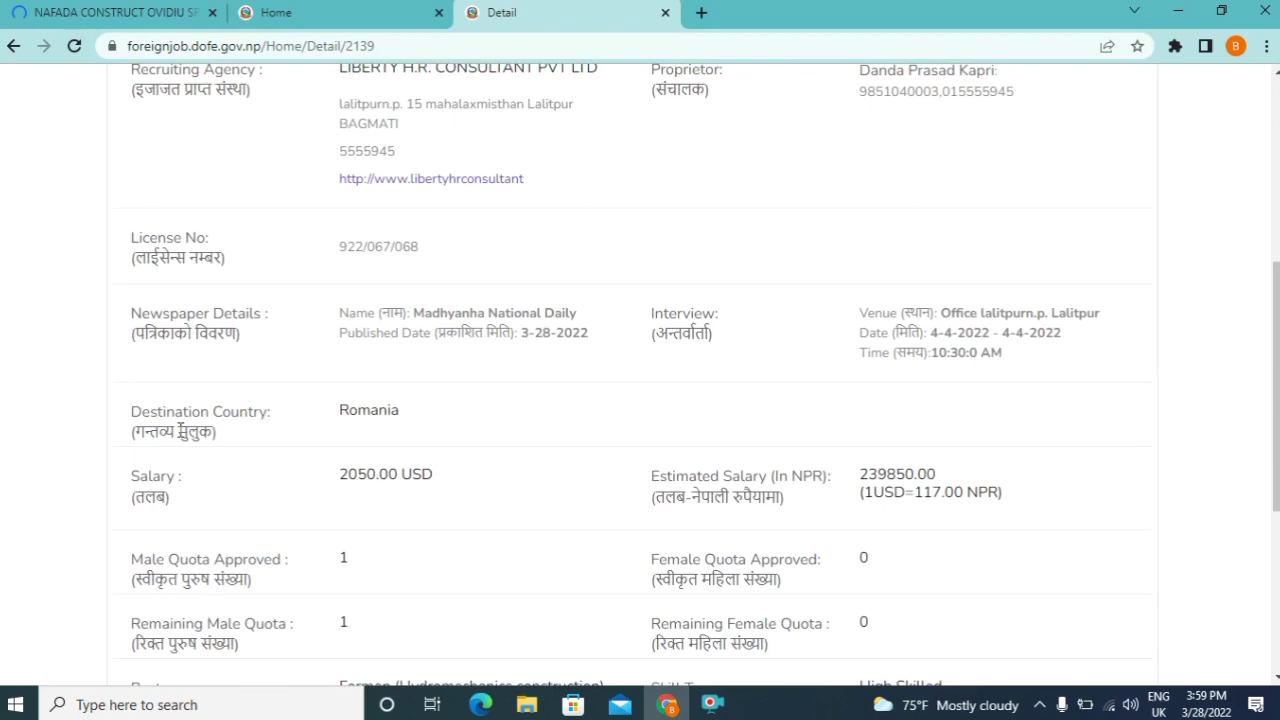 NAFADA CONSTRUCT OVIDIU SR
Home
Detail
foreignjob.dofe.gov.np/Home/Detail/2139
B
Recruiting Agency :
(इजाजत प्राप्त संस्था)
LIBERTY H.R. CONSULTANT PVT LTD
lalitpurn.p. 15 mahalaxmisthan Lalitpur
BAGMATI
5555945
http://www.libertyhrconsultant
Proprietor:
(संचालक)
Danda Prasad Kapri:
9851040003,015555945
License No:
(लाईसेन्स नम्बर)
922/067/068
Newspaper Details :
(पत्रिकाको विवरण)
Name (नाम): Madhyanha National Daily
Published Date (प्रकाशित मिति): 3-28-2022
Interview:
(अन्तर्वार्ता)
Venue (स्थान): Office lalitpurn.p. Lalitpur
Date (मिति): 4-4-2022 - 4-4-2022
Time (समय):10:30:0 AM
Destination Country:
(गन्तव्य मुलुक)
Romania
Salary :
(तलब)
2050.00 USD
Estimated Salary (In NPR):
(तलब-नेपाली रुपैयामा)
239850.00
(1USD=117.00 NPR)
Male Quota Approved :
(स्वीकृत पुरुष संख्या)
1
Female Quota Approved:
(स्वीकृत महिला संख्या)
0
Remaining Male Quota :
(रिक्त पुरुष संख्या)
1
Remaining Female Quota :
(रिक्त महिला संख्या)
0
(Hydromechanics construction)
High Skilled
Type here to search
75°F Mostly cloudy
ENG
UK
3:59 PM
3/28/2022